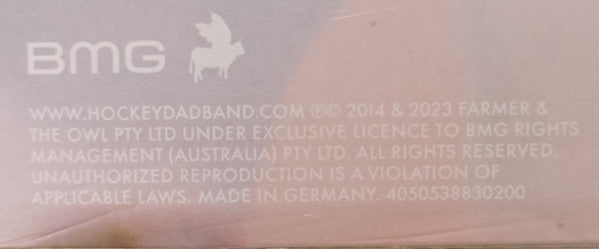 BMG
WWW.HOCKEYDADBAND.COM ℗© 2014 & 2023 FARMER &
THE OWL PTY LTD UNDER EXCLUSIVE LICENCE TO BMG RIGHTS
MANAGEMENT (AUSTRALIA) PTY LTD. ALL RIGHTS RESERVED.
UNAUTHORIZED REPRODUCTION IS A VIOLATION OF
APPLICABLE LAWS. MADE IN GERMANY. 4050538830200